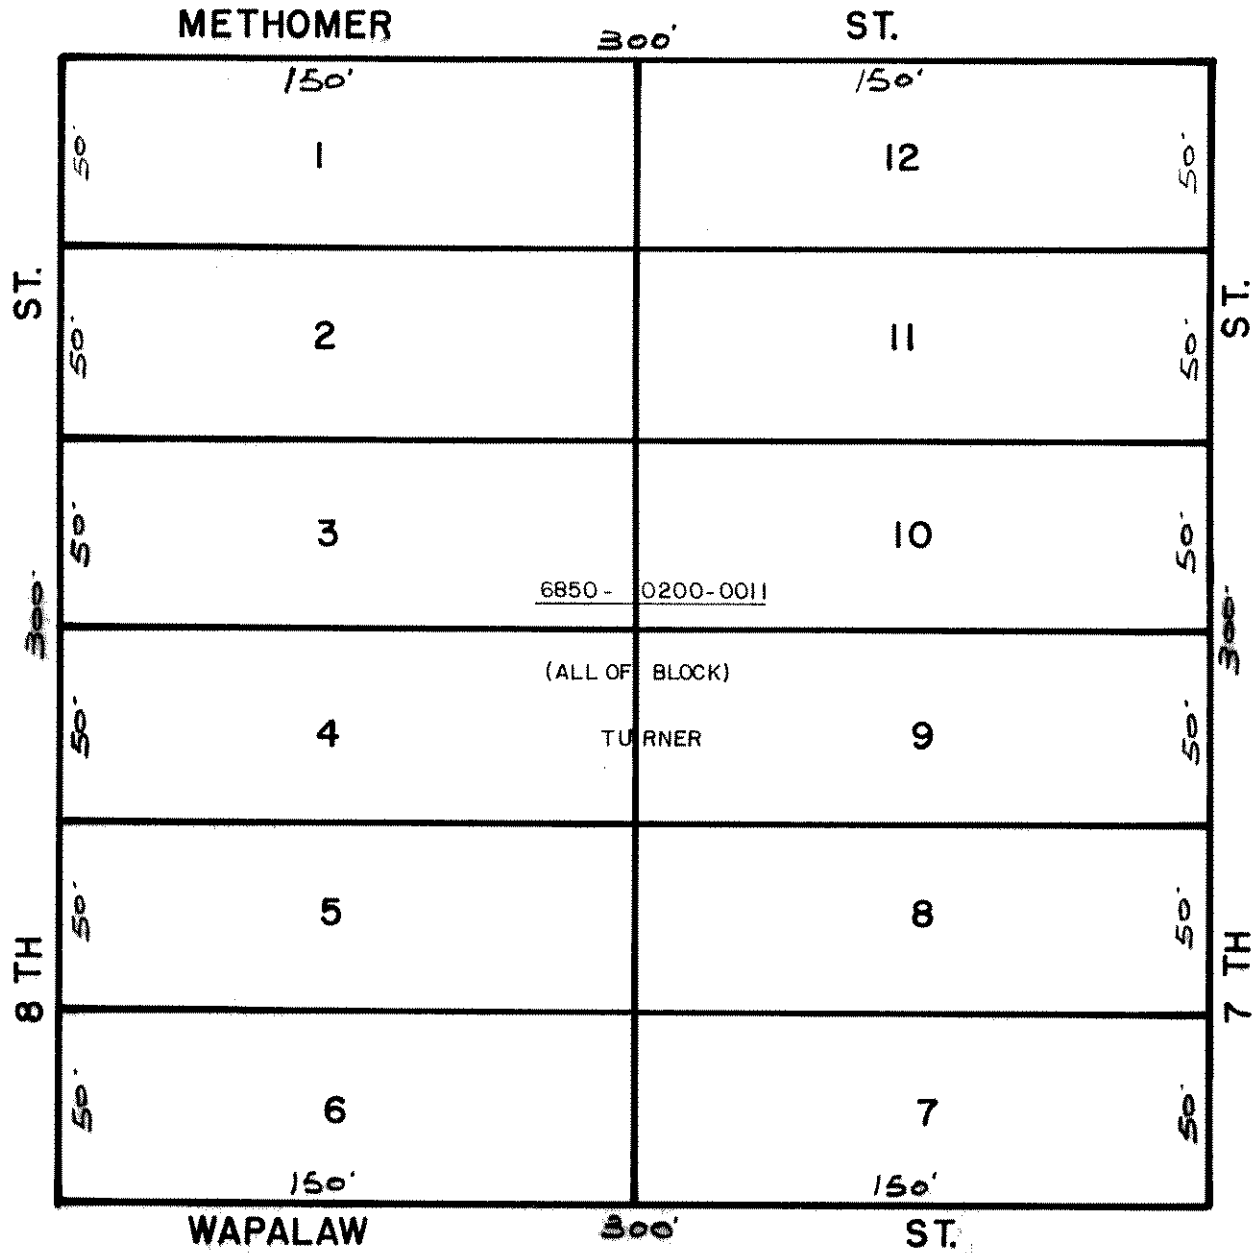 METHOMER 300' ST.
150' 150'
50' 1 12 50'
ST. ST.
50' 2 11 50'
50' 3 10 50'
6850- 0200-0011
300' 300'
(ALL OF BLOCK)
50' 4 TURNER 9 50'
50' 5 8 50'
8 TH 7 TH
50' 6 7 50'
150' 150'
WAPALAW 300' ST.